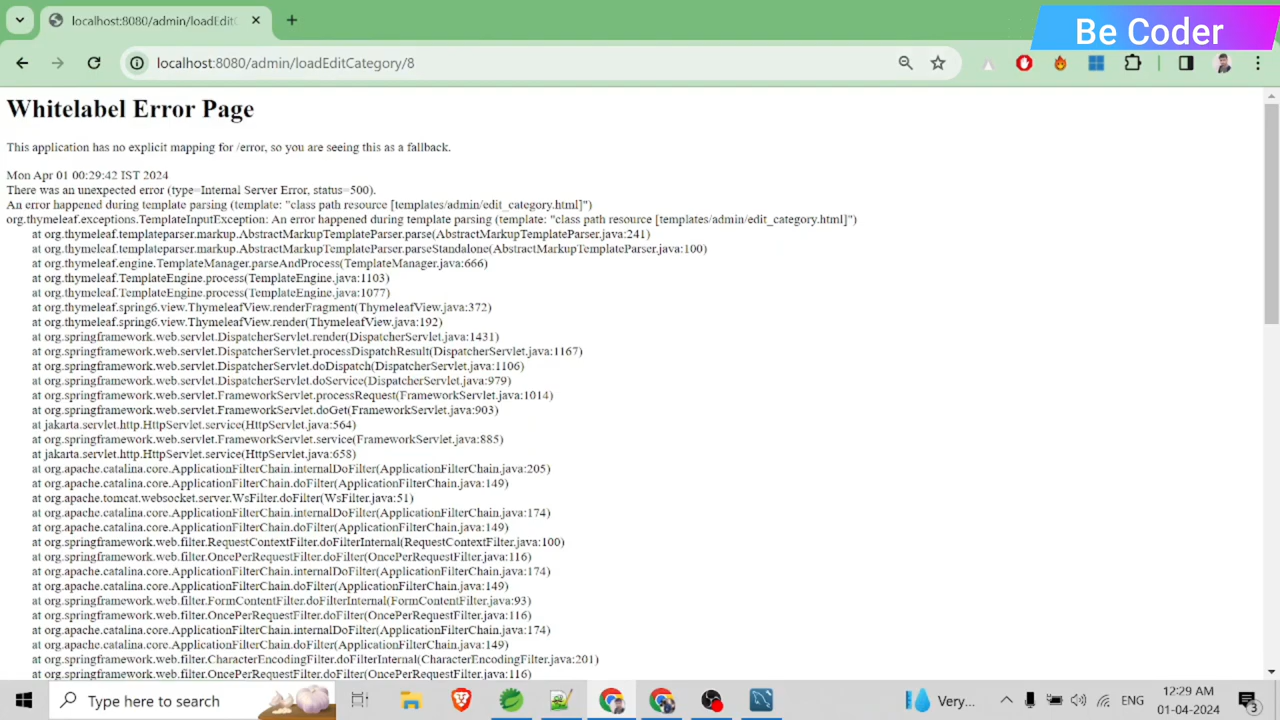 localhost:8080/admin/loadEditC
Be Coder
localhost:8080/admin/loadEditCategory/8
Whitelabel Error Page
This application has no explicit mapping for /error, so you are seeing this as a fallback.
Mon Apr 01 00:29:42 IST 2024
There was an unexpected error (type=Internal Server Error, status=500).
An error happened during template parsing (template: "class path resource [templates/admin/edit_category.html]")
org.thymeleaf.exceptions.TemplateInputException: An error happened during template parsing (template: "class path resource [templates/admin/edit_category.html]")
at org.thymeleaf.templateparser.markup.AbstractMarkupTemplateParser.parse(AbstractMarkupTemplateParser.java:241)
at org.thymeleaf.templateparser.markup.AbstractMarkupTemplateParser.parseStandalone(AbstractMarkupTemplateParser.java:100)
at org.thymeleaf.engine.TemplateManager.parseAndProcess(TemplateManager.java:666)
at org.thymeleaf.TemplateEngine.process(TemplateEngine.java:1103)
at org.thymeleaf.TemplateEngine.process(TemplateEngine.java:1077)
at org.thymeleaf.spring6.view.ThymeleafView.renderFragment(ThymeleafView.java:372)
at org.thymeleaf.spring6.view.ThymeleafView.render(ThymeleafView.java:192)
at org.springframework.web.servlet.DispatcherServlet.render(DispatcherServlet.java:1431)
at org.springframework.web.servlet.DispatcherServlet.processDispatchResult(DispatcherServlet.java:1167)
at org.springframework.web.servlet.DispatcherServlet.doDispatch(DispatcherServlet.java:1106)
at org.springframework.web.servlet.DispatcherServlet.doService(DispatcherServlet.java:979)
at org.springframework.web.servlet.FrameworkServlet.processRequest(FrameworkServlet.java:1014)
at org.springframework.web.servlet.FrameworkServlet.doGet(FrameworkServlet.java:903)
at jakarta.servlet.http.HttpServlet.service(HttpServlet.java:564)
at org.springframework.web.servlet.FrameworkServlet.service(FrameworkServlet.java:885)
at jakarta.servlet.http.HttpServlet.service(HttpServlet.java:658)
at org.apache.catalina.core.ApplicationFilterChain.internalDoFilter(ApplicationFilterChain.java:205)
at org.apache.catalina.core.ApplicationFilterChain.doFilter(ApplicationFilterChain.java:149)
at org.apache.tomcat.websocket.server.WsFilter.doFilter(WsFilter.java:51)
at org.apache.catalina.core.ApplicationFilterChain.internalDoFilter(ApplicationFilterChain.java:174)
at org.apache.catalina.core.ApplicationFilterChain.doFilter(ApplicationFilterChain.java:149)
at org.springframework.web.filter.RequestContextFilter.doFilterInternal(RequestContextFilter.java:100)
at org.springframework.web.filter.OncePerRequestFilter.doFilter(OncePerRequestFilter.java:116)
at org.apache.catalina.core.ApplicationFilterChain.internalDoFilter(ApplicationFilterChain.java:174)
at org.apache.catalina.core.ApplicationFilterChain.doFilter(ApplicationFilterChain.java:149)
at org.springframework.web.filter.FormContentFilter.doFilterInternal(FormContentFilter.java:93)
at org.springframework.web.filter.OncePerRequestFilter.doFilter(OncePerRequestFilter.java:116)
at org.apache.catalina.core.ApplicationFilterChain.internalDoFilter(ApplicationFilterChain.java:174)
at org.apache.catalina.core.ApplicationFilterChain.doFilter(ApplicationFilterChain.java:149)
at org.springframework.web.filter.CharacterEncodingFilter.doFilterInternal(CharacterEncodingFilter.java:201)
at org.springframework.web.filter.OncePerRequestFilter.doFilter(OncePerRequestFilter.java:116)
Type here to search
Very...
ENG
12:29 AM
01-04-2024
3